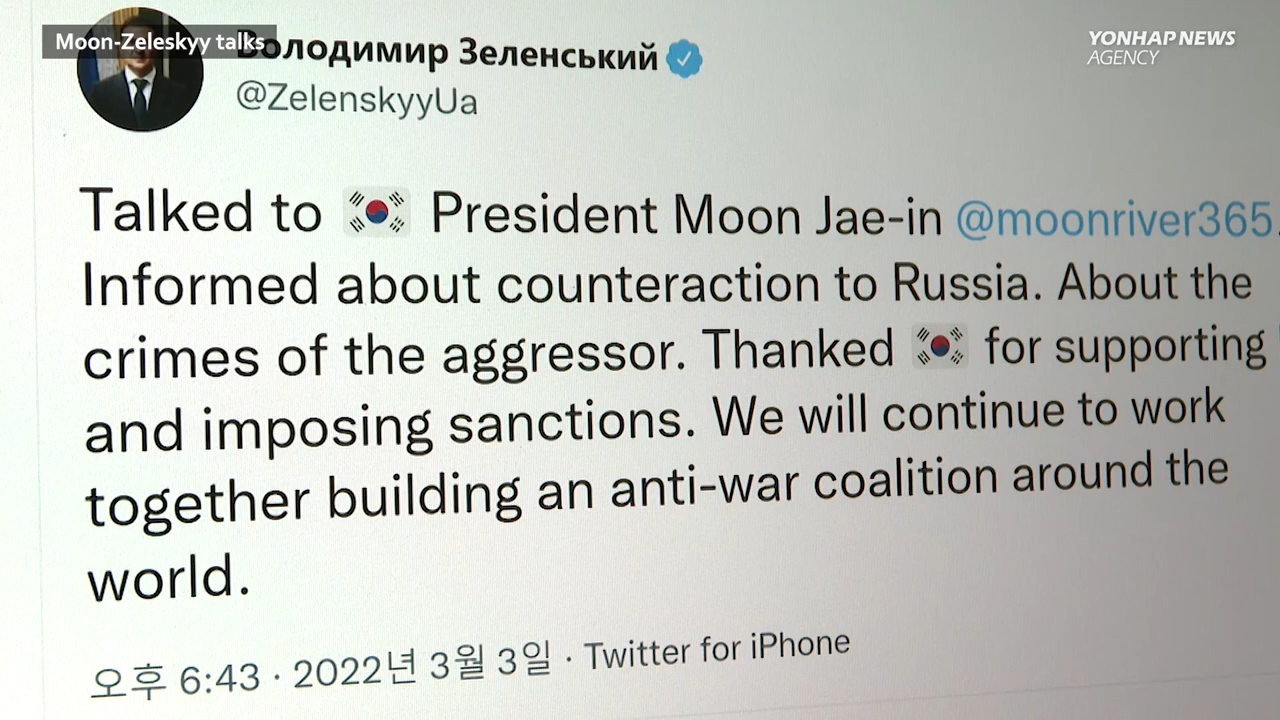 Moon-Zeleskyy talks
YONHAP NEWS
AGENCY
Володимир Зеленський
@ZelenskyyUa
Talked to 🇰🇷 President Moon Jae-in @moonriver365.
Informed about counteraction to Russia. About the
crimes of the aggressor. Thanked 🇰🇷 for supporting
and imposing sanctions. We will continue to work
together building an anti-war coalition around the
world.
오후 6:43 · 2022년 3월 3일 · Twitter for iPhone